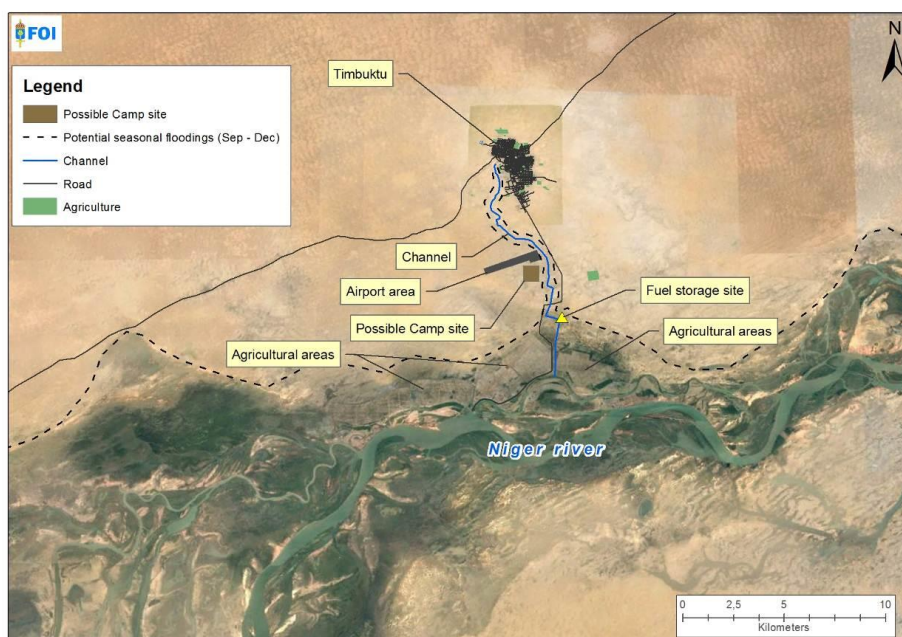 FOI
N
Legend
Possible Camp site
Potential seasonal floodings (Sep - Dec)
Channel
Road
Agriculture
Timbuktu
Channel
Airport area
Possible Camp site
Fuel storage site
Agricultural areas
Agricultural areas
Niger river
0 2,5 5 10
Kilometers